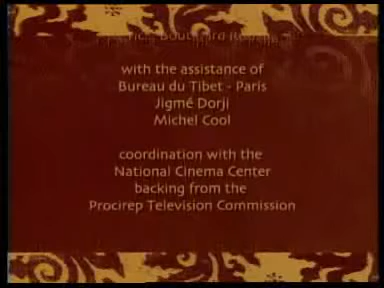 with the assistance of
Bureau du Tibet - Paris
Jigmé Dorji
Michel Cool
coordination with the
National Cinema Center
backing from the
Procirep Television Commission